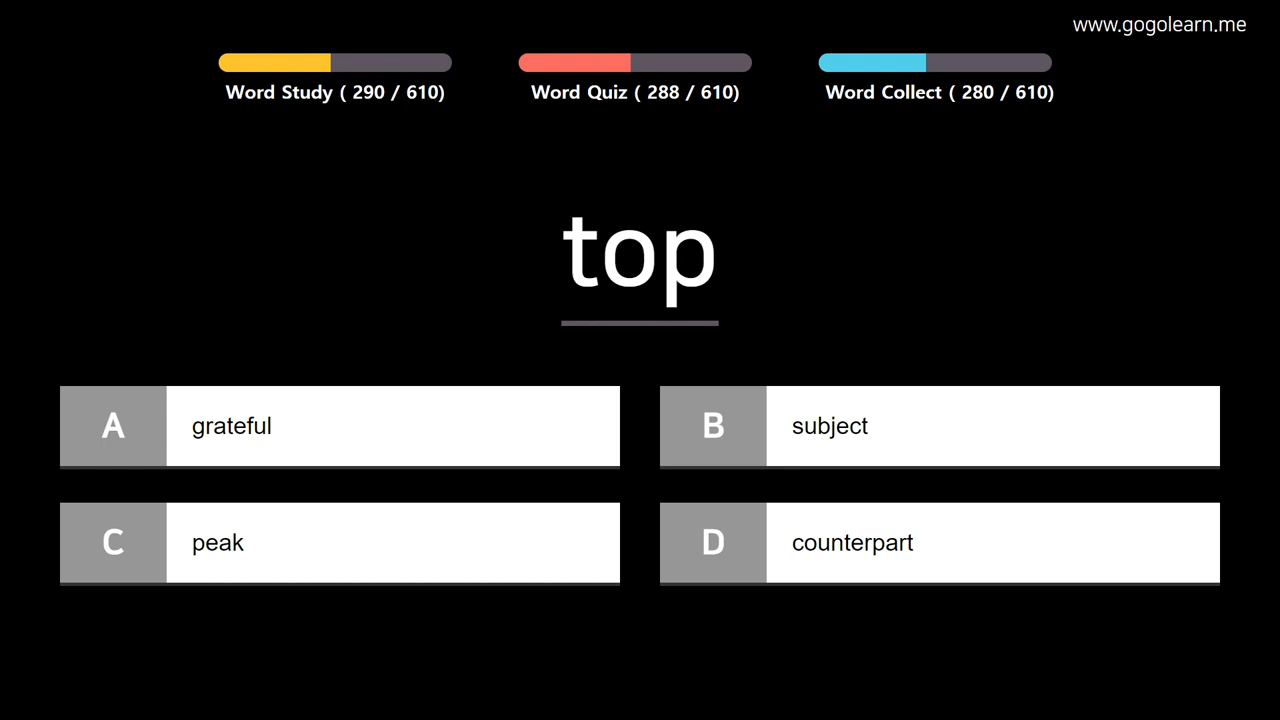 www.gogolearn.me
Word Study ( 290 / 610)
Word Quiz ( 288 / 610)
Word Collect ( 280 / 610)
top
A
grateful
B
subject
C
peak
D
counterpart